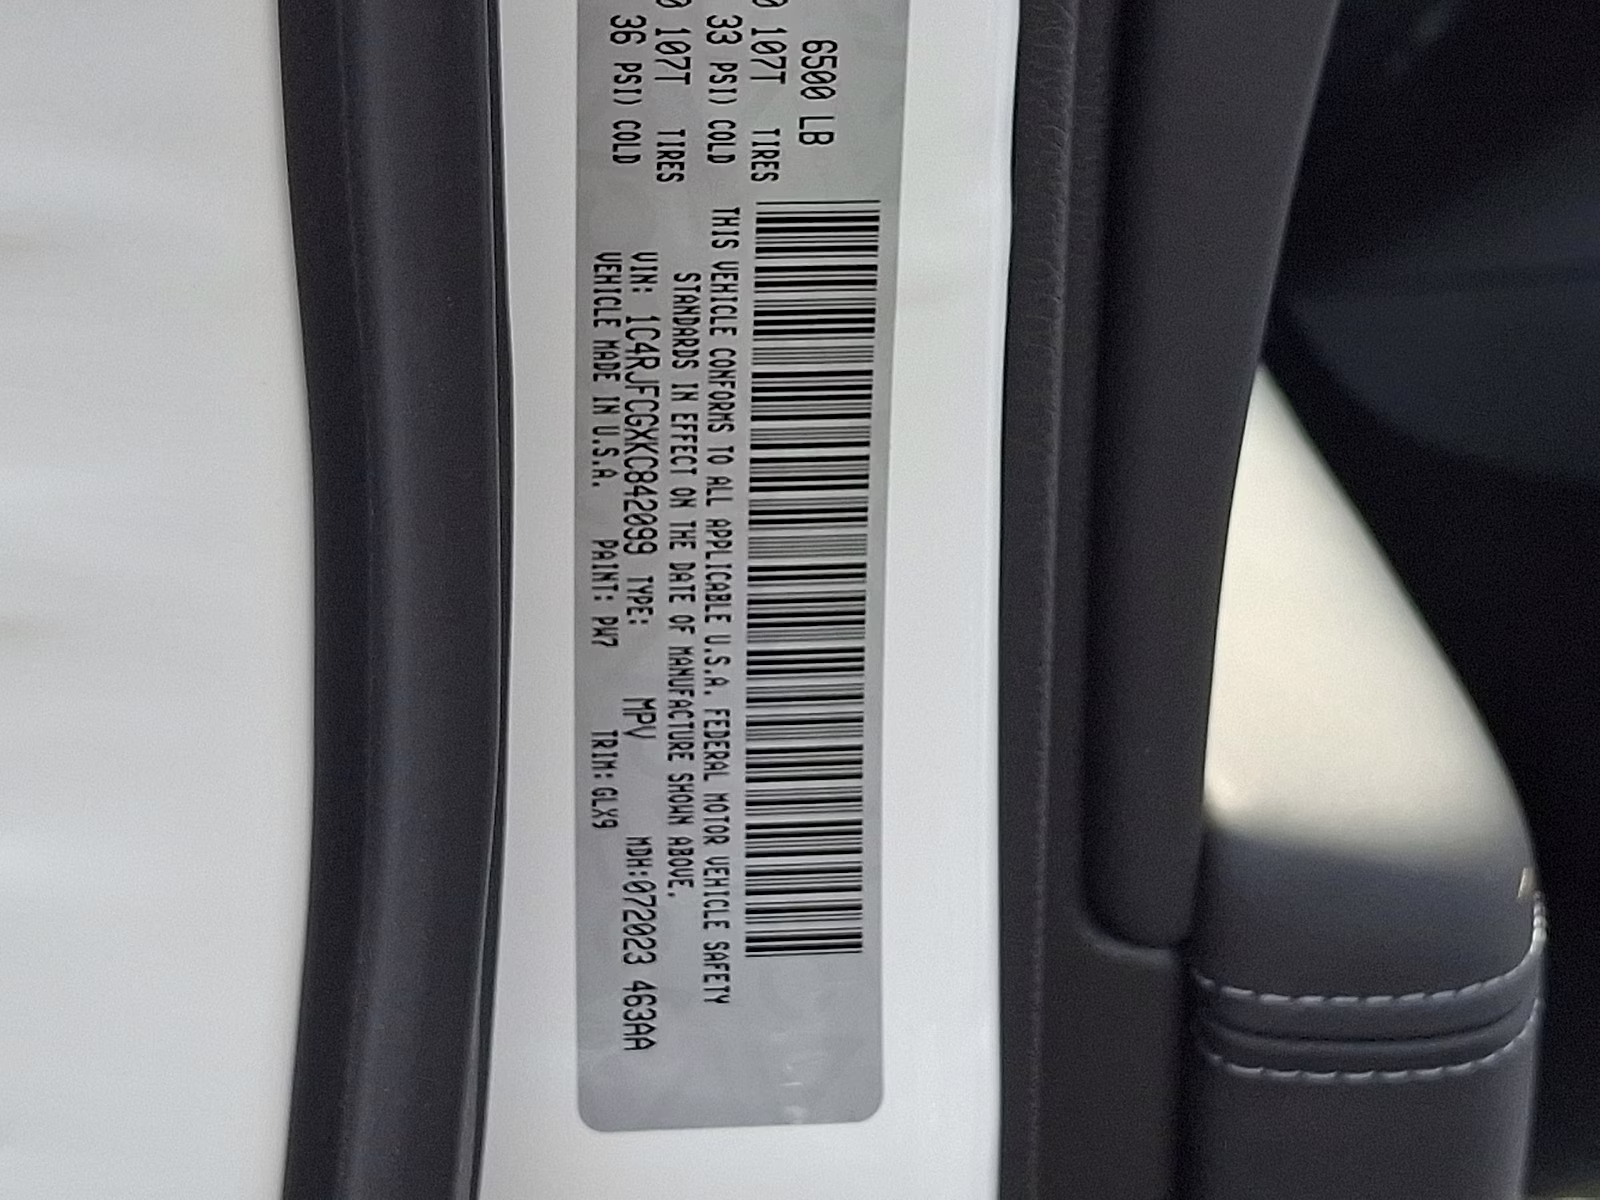 6500 LB
0 107T TIRES
33 PSI) COLD
0 107T TIRES
36 PSI) COLD
THIS VEHICLE CONFORMS TO ALL APPLICABLE U.S.A. FEDERAL MOTOR VEHICLE SAFETY
STANDARDS IN EFFECT ON THE DATE OF MANUFACTURE SHOWN ABOVE.
VIN: 1C4RJFCGXKC842099 TYPE: MPV MDH:072023 463AA
VEHICLE MADE IN U.S.A. PAINT: PW7 TRIM: GLX9